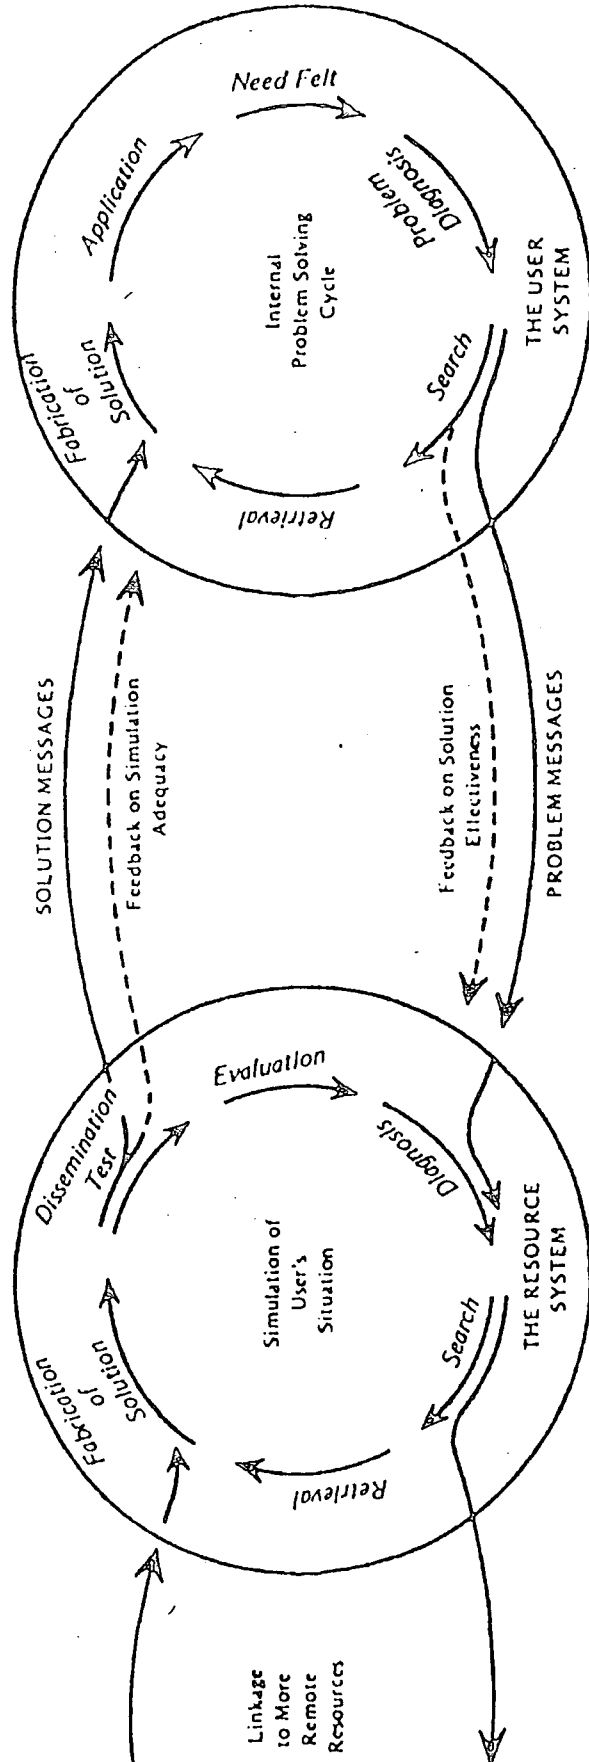 Need Felt
Application
Problem
Diagnosis
Internal
Problem Solving
Cycle
THE USER
SYSTEM
Search
Fabrication
of
Solution
Retrieval
SOLUTION MESSAGES
Feedback on Simulation
Adequacy
Feedback on Solution
Effectiveness
PROBLEM MESSAGES
Dissemination
Test
Evaluation
Diagnosis
Simulation of
User's
Situation
THE RESOURCE
SYSTEM
Search
Fabrication
of
Solution
Retrieval
Linkage
to More
Remote
Resources